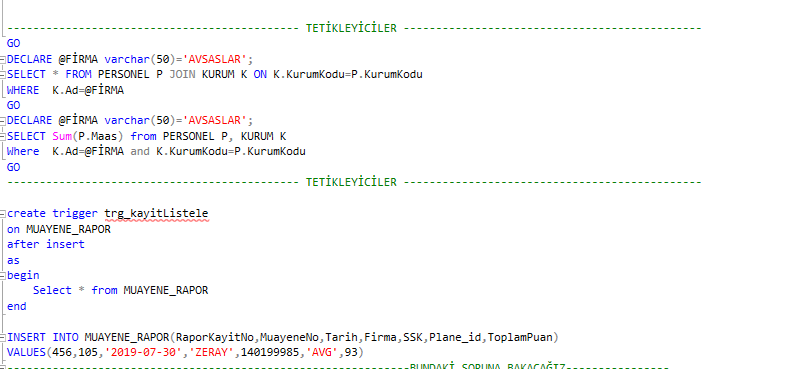 ------------------------------------------ TETİKLEYİCİLER -------------------------------------------
GO
DECLARE @FİRMA varchar(50)='AVSASLAR';
SELECT * FROM PERSONEL P JOIN KURUM K ON K.KurumKodu=P.KurumKodu
WHERE  K.Ad=@FİRMA
GO
DECLARE @FİRMA varchar(50)='AVSASLAR';
SELECT Sum(P.Maas) from PERSONEL P, KURUM K
Where  K.Ad=@FİRMA and K.KurumKodu=P.KurumKodu
GO
------------------------------------------ TETİKLEYİCİLER -------------------------------------------
create trigger trg_kayitListele
on MUAYENE_RAPOR
after insert
as
begin
    Select * from MUAYENE_RAPOR
end
INSERT INTO MUAYENE_RAPOR(RaporKayitNo,MuayeneNo,Tarih,Firma,SSK,Plane_id,ToplamPuan)
VALUES(456,105,'2019-07-30','ZERAY',140199985,'AVG',93)
----------------------------------------------------------BUNDAKİ SORUNA BAKACAĞIZ---------------